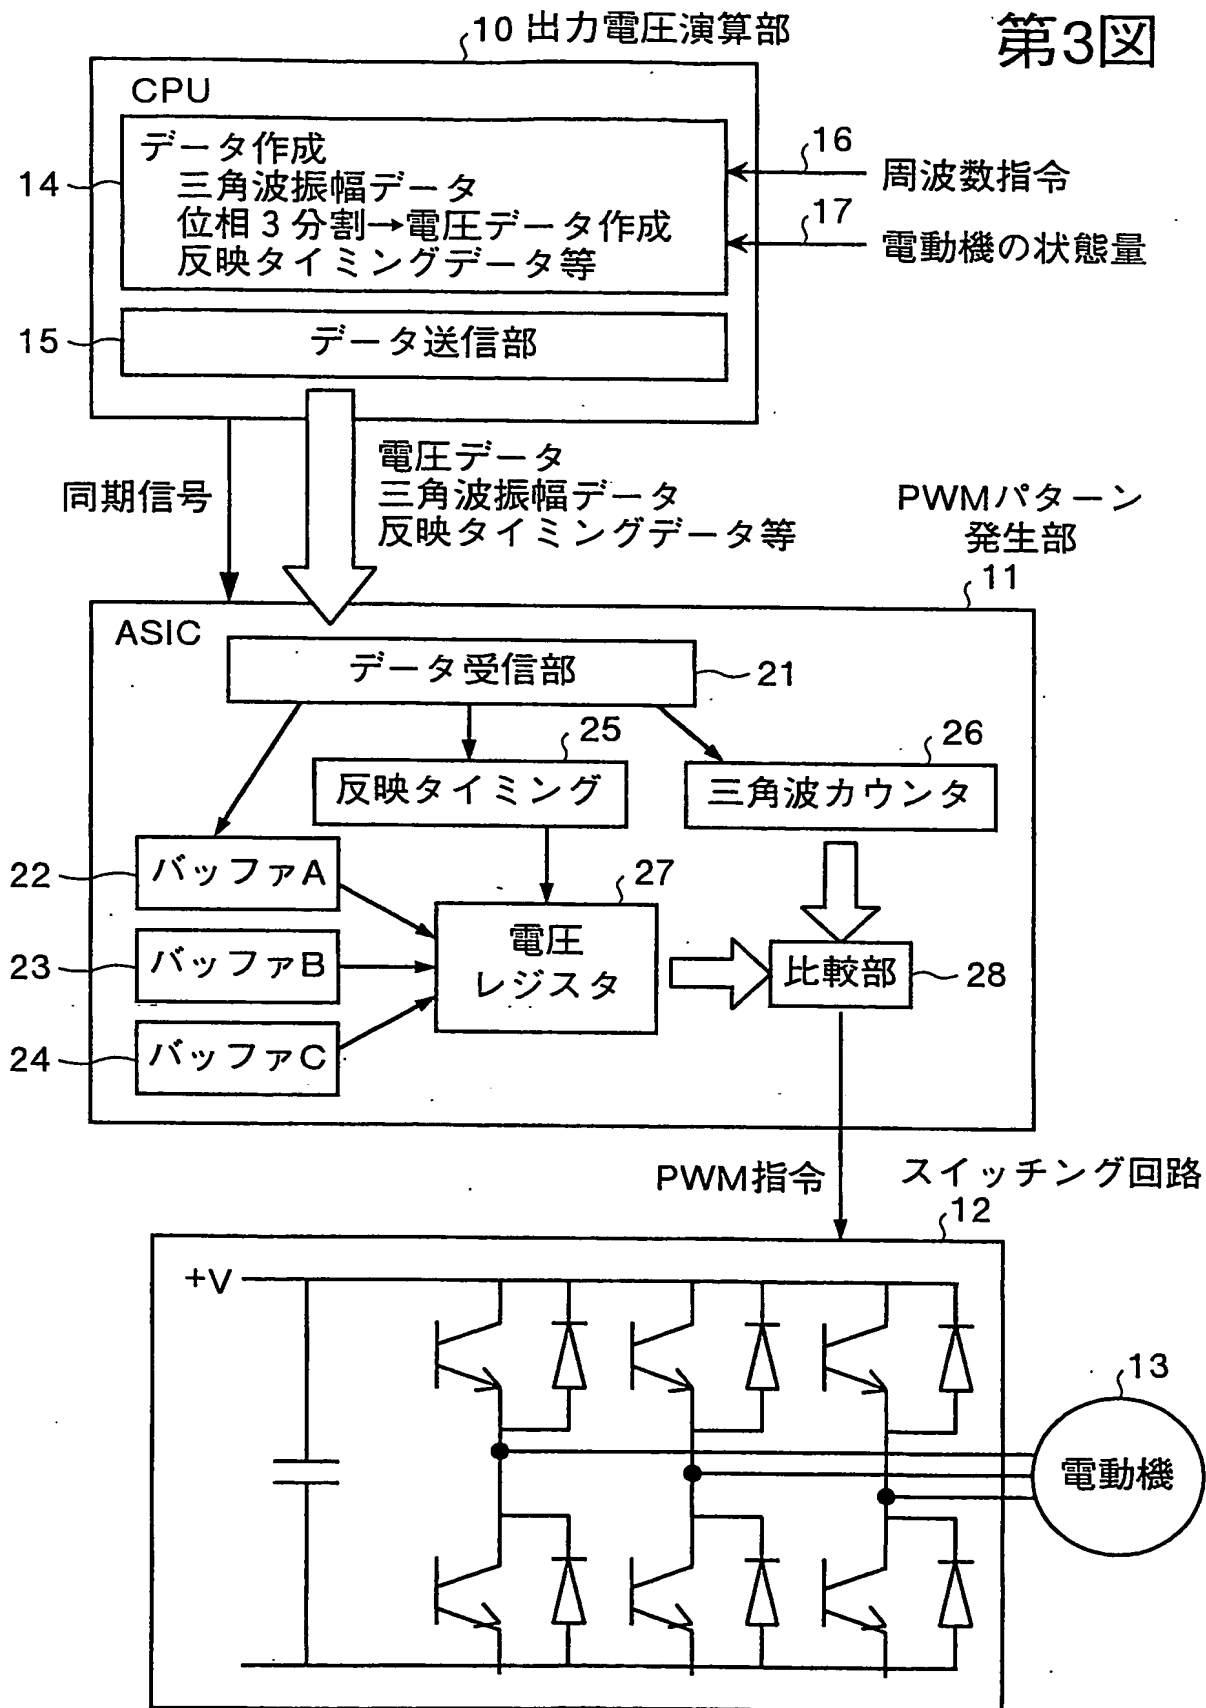 第3図
10 出力電圧演算部
CPU
14
データ作成
三角波振幅データ
位相3分割→電圧データ作成
反映タイミングデータ等
16
周波数指令
17
電動機の状態量
15
データ送信部
同期信号
電圧データ
三角波振幅データ
反映タイミングデータ等
PWMパターン
発生部
11
ASIC
データ受信部
21
25
反映タイミング
26
三角波カウンタ
22
バッファA
23
バッファB
24
バッファC
27
電圧
レジスタ
比較部
28
PWM指令
スイッチング回路
12
+V
13
電動機